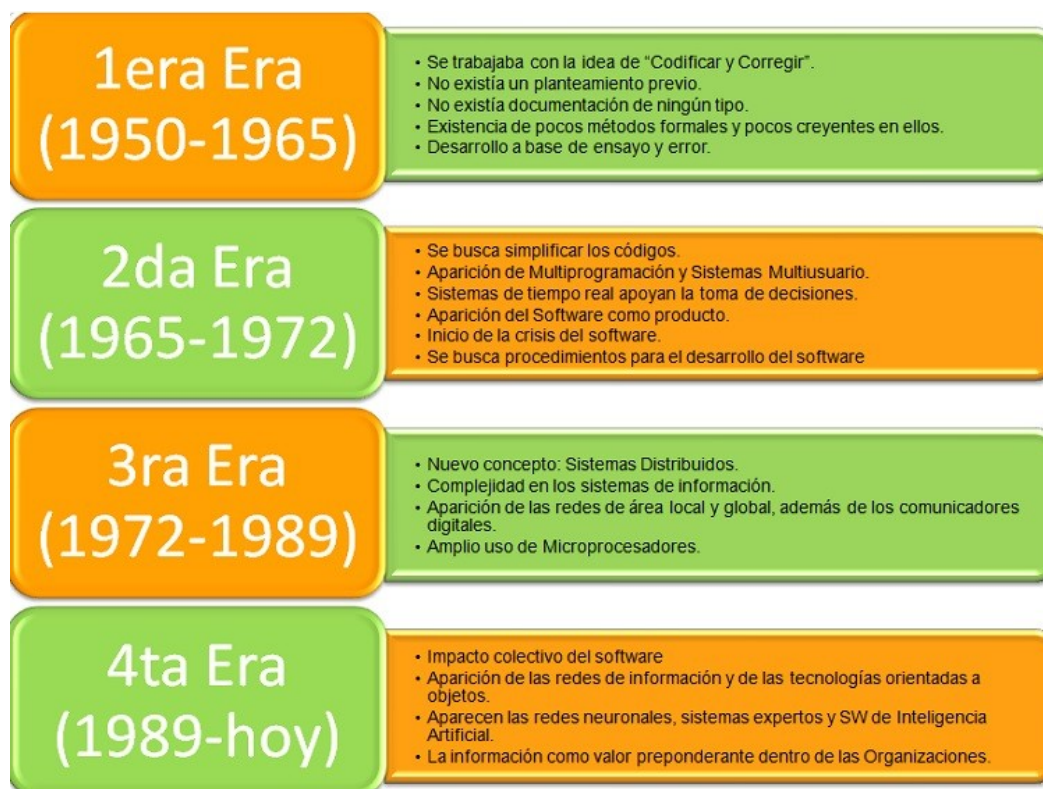 1era Era
(1950-1965)
• Se trabajaba con la idea de “Codificar y Corregir”.
• No existía un planteamiento previo.
• No existía documentación de ningún tipo.
• Existencia de pocos métodos formales y pocos creyentes en ellos.
• Desarrollo a base de ensayo y error.
2da Era
(1965-1972)
• Se busca simplificar los códigos.
• Aparición de Multiprogramación y Sistemas Multiusuario.
• Sistemas de tiempo real apoyan la toma de decisiones.
• Aparición del Software como producto.
• Inicio de la crisis del software.
• Se busca procedimientos para el desarrollo del software
3ra Era
(1972-1989)
• Nuevo concepto: Sistemas Distribuidos.
• Complejidad en los sistemas de información.
• Aparición de las redes de área local y global, además de los comunicadores
digitales.
• Amplio uso de Microprocesadores.
4ta Era
(1989-hoy)
• Impacto colectivo del software
• Aparición de las redes de información y de las tecnologías orientadas a
objetos.
• Aparecen las redes neuronales, sistemas expertos y SW de Inteligencia
Artificial.
• La información como valor preponderante dentro de las Organizaciones.